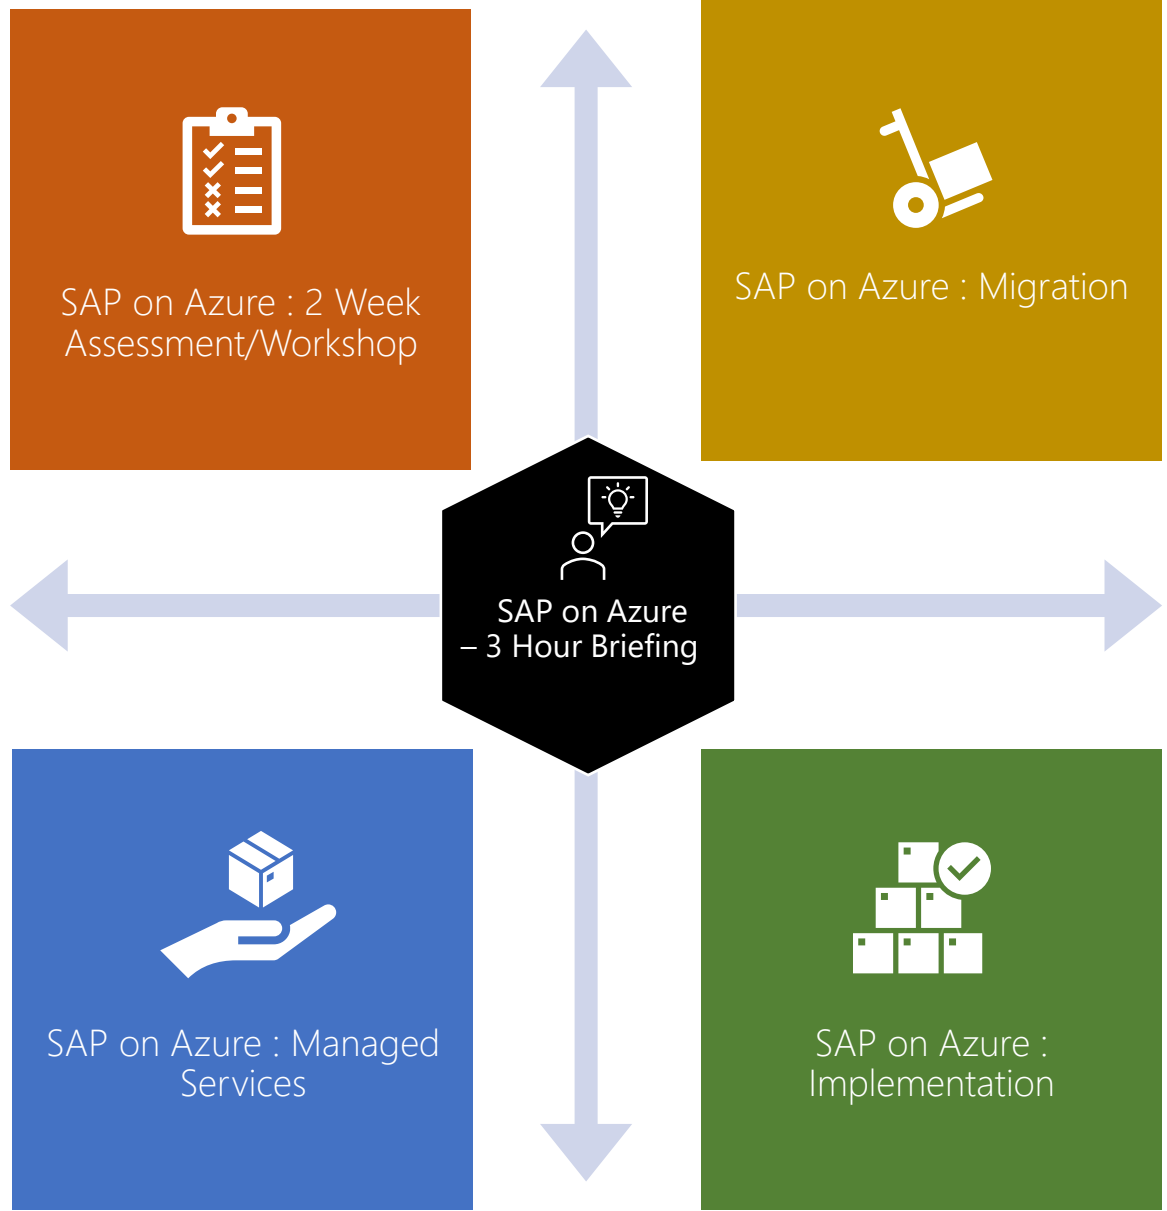 SAP on Azure : 2 Week
Assessment/Workshop
SAP on Azure : Migration
SAP on Azure
– 3 Hour Briefing
SAP on Azure : Managed
Services
SAP on Azure :
Implementation